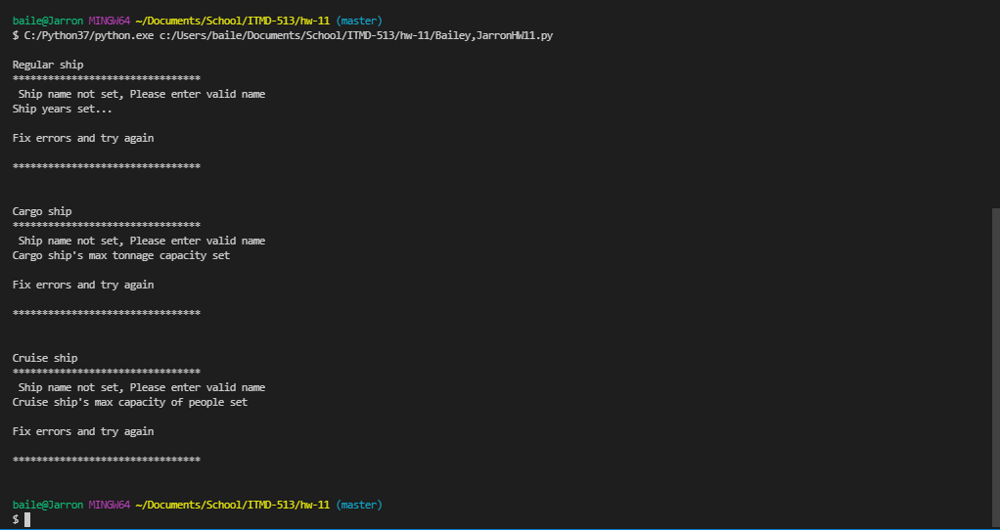 baile@Jarron MINGW64 ~/Documents/School/ITMD-513/hw-11 (master)
$ C:/Python37/python.exe c:/Users/baile/Documents/School/ITMD-513/hw-11/Bailey,JarronHW11.py
Regular ship
********************************
Ship name not set, Please enter valid name
Ship years set...
Fix errors and try again
********************************
Cargo ship
********************************
Ship name not set, Please enter valid name
Cargo ship's max tonnage capacity set
Fix errors and try again
********************************
Cruise ship
********************************
Ship name not set, Please enter valid name
Cruise ship's max capacity of people set
Fix errors and try again
********************************
baile@Jarron MINGW64 ~/Documents/School/ITMD-513/hw-11 (master)
$